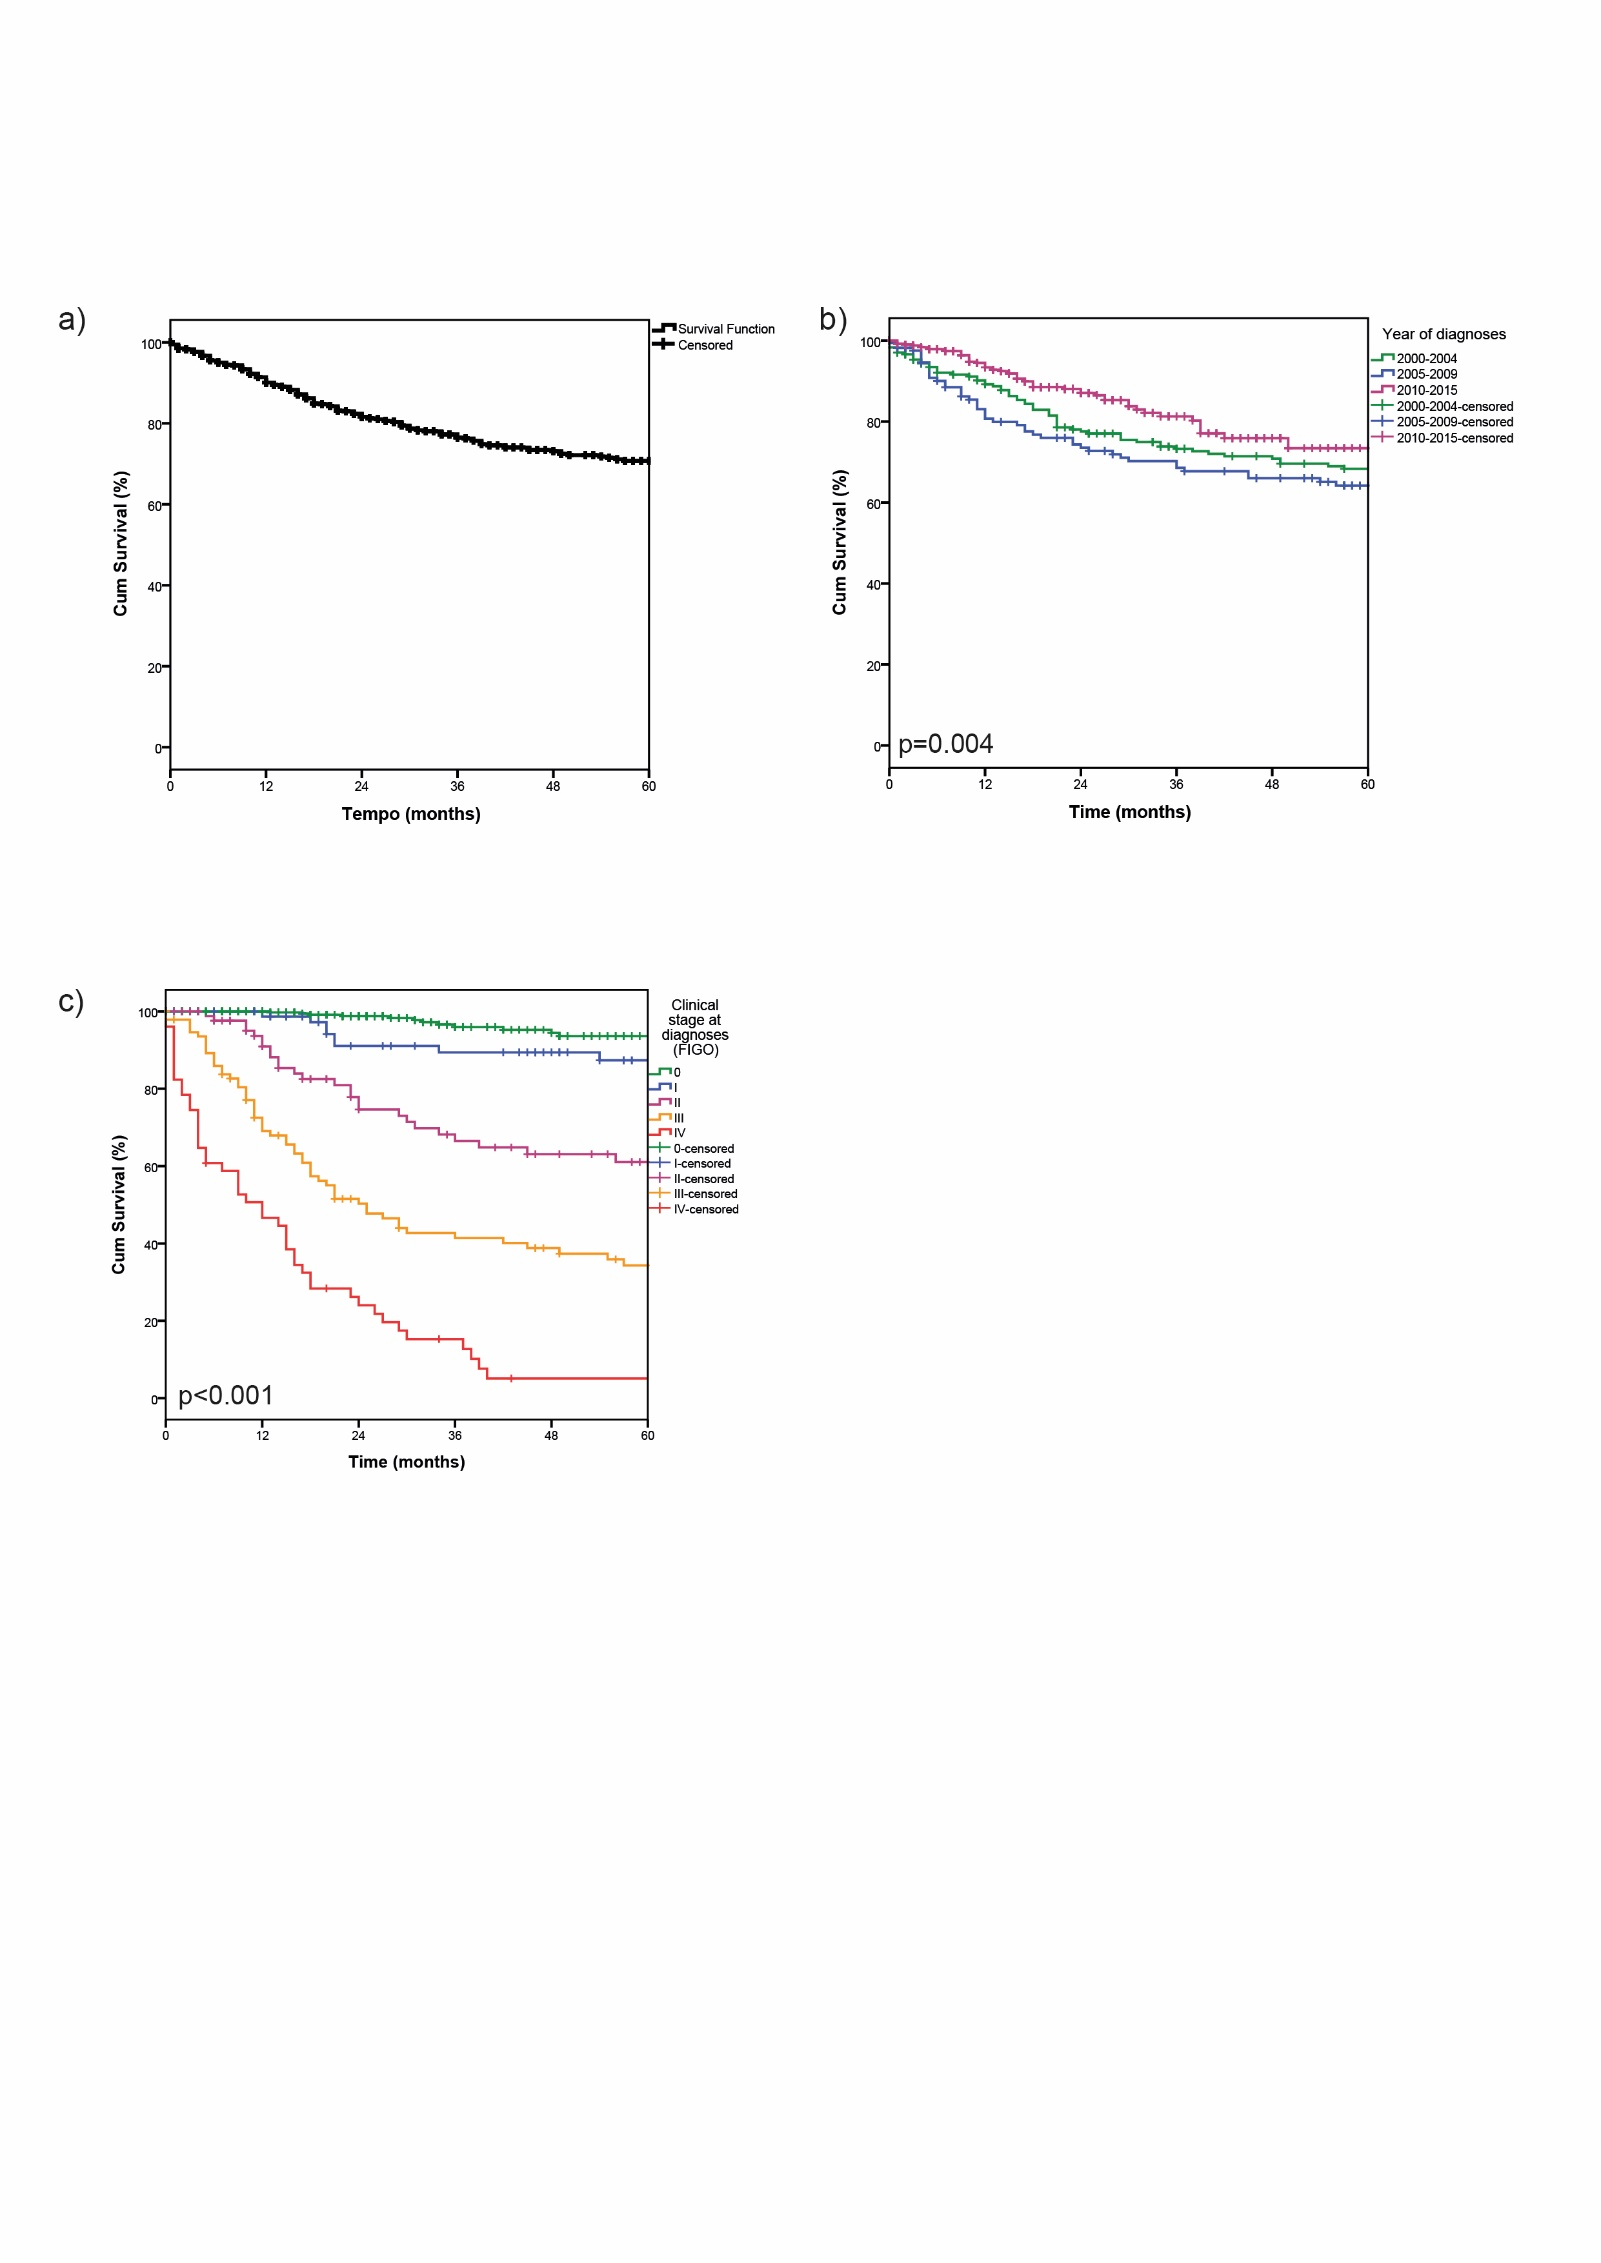 a)
100
80
60
40
20
0
0 12 24 36 48 60
Cum Survival (%)
Tempo (months)
Survival Function
Censored
b)
100
80
60
40
20
0
0 12 24 36 48 60
Cum Survival (%)
Time (months)
p=0.004
Year of diagnoses
2000-2004
2005-2009
2010-2015
2000-2004-censored
2005-2009-censored
2010-2015-censored
c)
100
80
60
40
20
0
0 12 24 36 48 60
Cum Survival (%)
Time (months)
p<0.001
Clinical
stage at
diagnoses
(FIGO)
0
I
II
III
IV
0-censored
I-censored
II-censored
III-censored
IV-censored